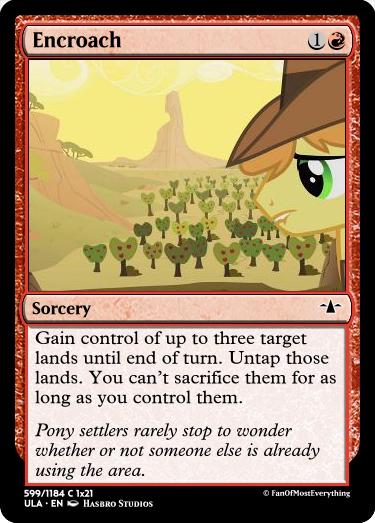 Encroach
1
Sorcery
Gain control of up to three target
lands until end of turn. Untap those
lands. You can't sacrifice them for as
long as you control them.
Pony settlers rarely stop to wonder
whether or not someone else is already
using the area.
599/1184 C 1x21
ULA • EN Hasbro Studios
© FanOfMostEverything